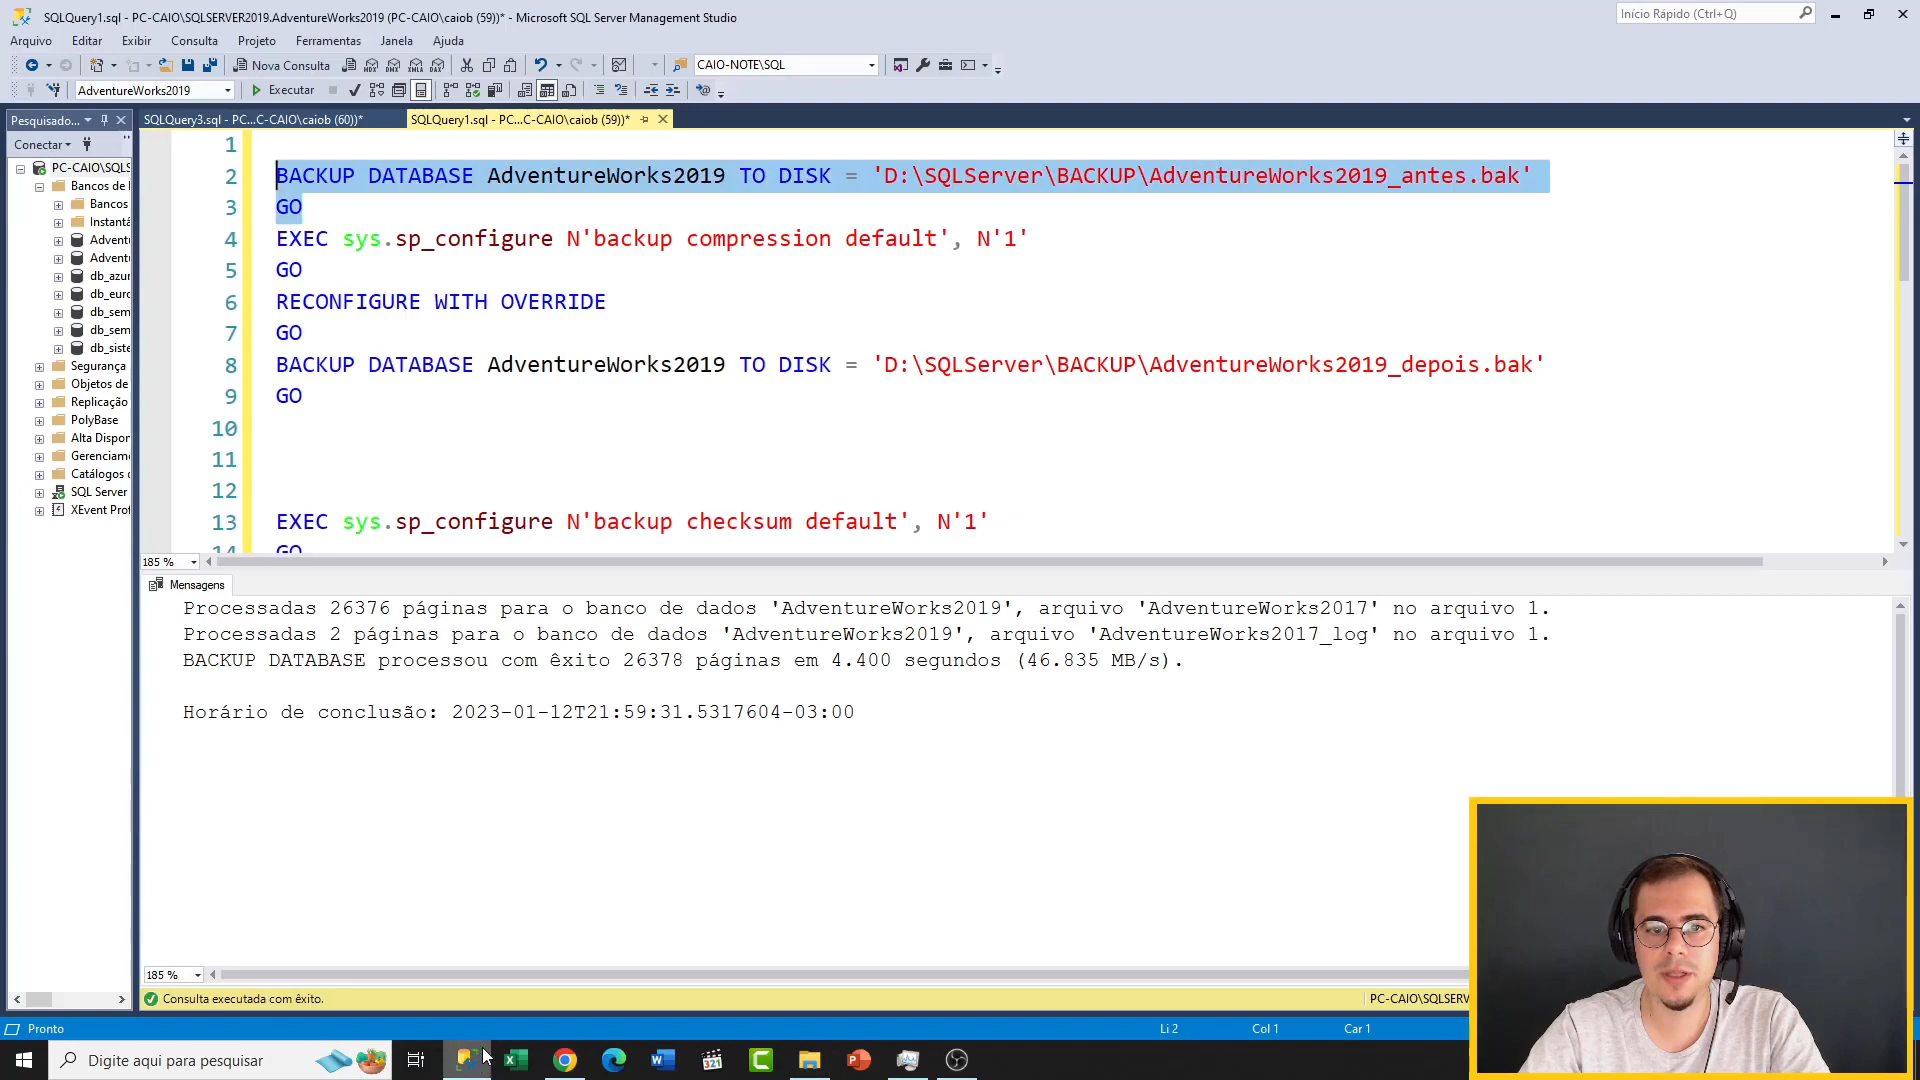 SQLQuery1.sql - PC-CAIO\SQLSERVER2019.AdventureWorks2019 (PC-CAIO\caiob (59))* - Microsoft SQL Server Management Studio
Início Rápido (Ctrl+Q)
Arquivo Editar Exibir Consulta Projeto Ferramentas Janela Ajuda
Nova Consulta MDX DMX XMLA DAX CAIO-NOTE\SQL
AdventureWorks2019 Executar
Pesquisado...
SQLQuery3.sql - PC...C-CAIO\caiob (60))*
SQLQuery1.sql - PC...C-CAIO\caiob (59))*
Conectar
PC-CAIO\SQLS
Bancos de
Bancos
Instantâ
Advent
Advent
db_azur
db_euro
db_sem
db_sem
db_siste
Segurança
Objetos de
Replicação
PolyBase
Alta Dispor
Gerenciam
Catálogos
SQL Server
XEvent Prof
1
2 BACKUP DATABASE AdventureWorks2019 TO DISK = 'D:\SQLServer\BACKUP\AdventureWorks2019_antes.bak'
3 GO
4 EXEC sys.sp_configure N'backup compression default', N'1'
5 GO
6 RECONFIGURE WITH OVERRIDE
7 GO
8 BACKUP DATABASE AdventureWorks2019 TO DISK = 'D:\SQLServer\BACKUP\AdventureWorks2019_depois.bak'
9 GO
10
11
12
13 EXEC sys.sp_configure N'backup checksum default', N'1'
14 GO
185 %
Mensagens
Processadas 26376 páginas para o banco de dados 'AdventureWorks2019', arquivo 'AdventureWorks2017' no arquivo 1.
Processadas 2 páginas para o banco de dados 'AdventureWorks2019', arquivo 'AdventureWorks2017_log' no arquivo 1.
BACKUP DATABASE processou com êxito 26378 páginas em 4.400 segundos (46.835 MB/s).
Horário de conclusão: 2023-01-12T21:59:31.5317604-03:00
185 %
Consulta executada com êxito.
PC-CAIO\SQLSERV
Pronto
Li 2 Col 1 Car 1
Digite aqui para pesquisar
321